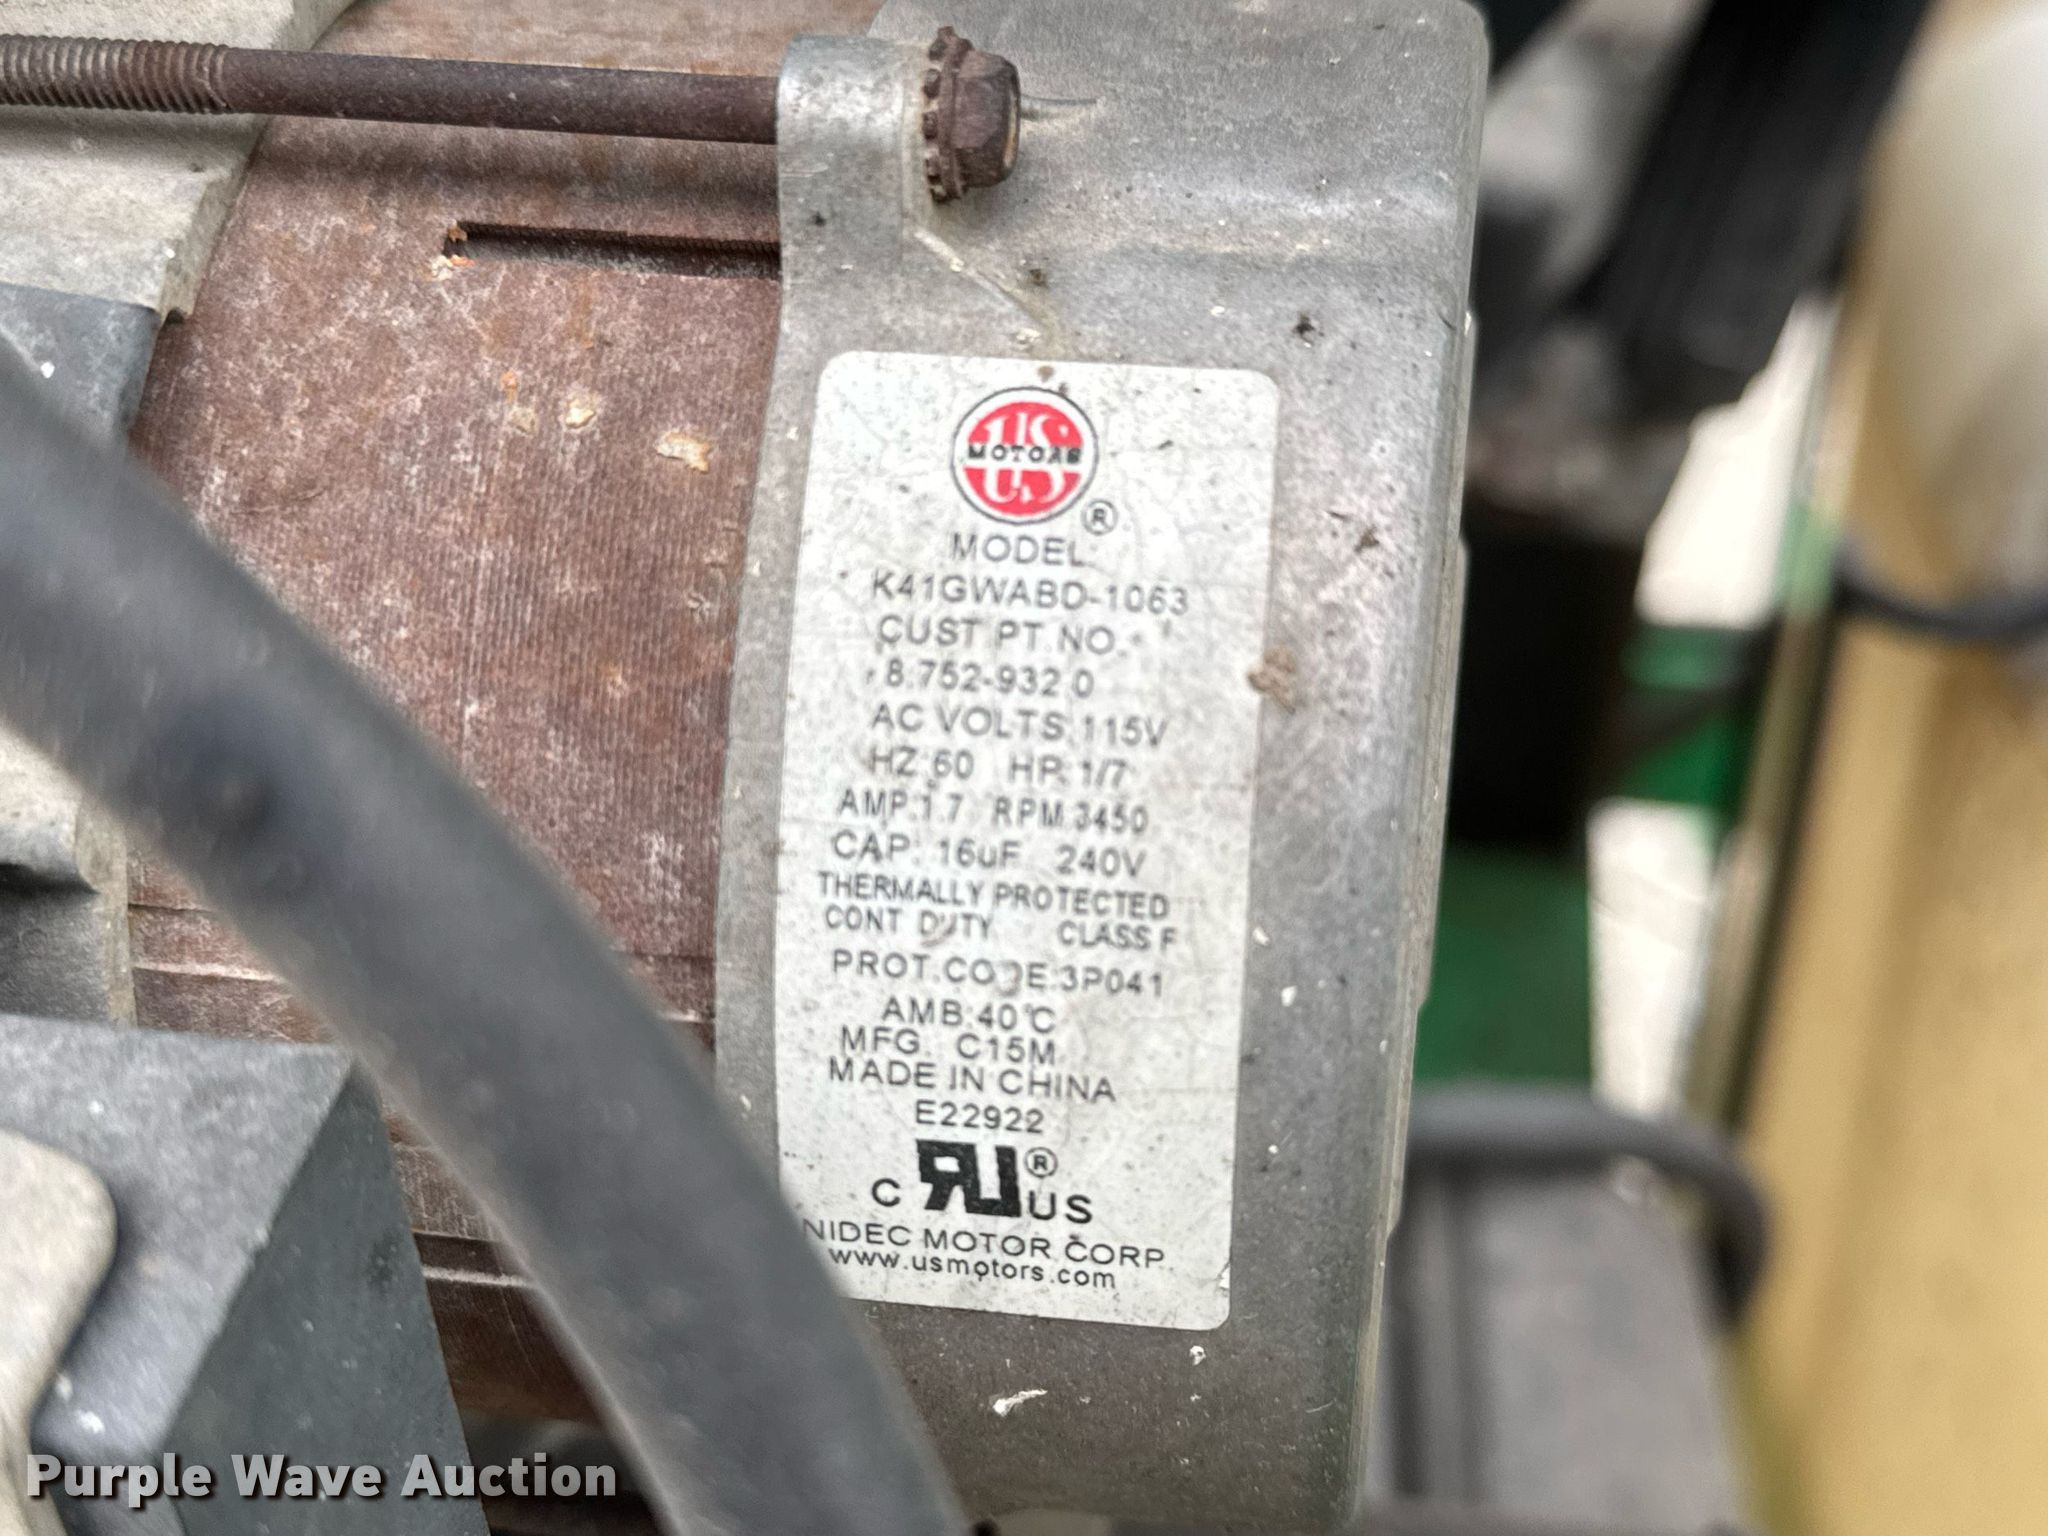 US
MOTORS
®
MODEL:
K41GWABD-1063
CUST PT NO.
8.752-932.0
AC VOLTS:115V
HZ:60 HP:1/7
AMP:1.7 RPM:3450
CAP: 16uF 240V
THERMALLY PROTECTED
CONT DUTY CLASS F
PROT.CODE:3P041
AMB:40°C
MFG. C15M
MADE IN CHINA
E22922
C RU® US
NIDEC MOTOR CORP.
www.usmotors.com
Purple Wave Auction